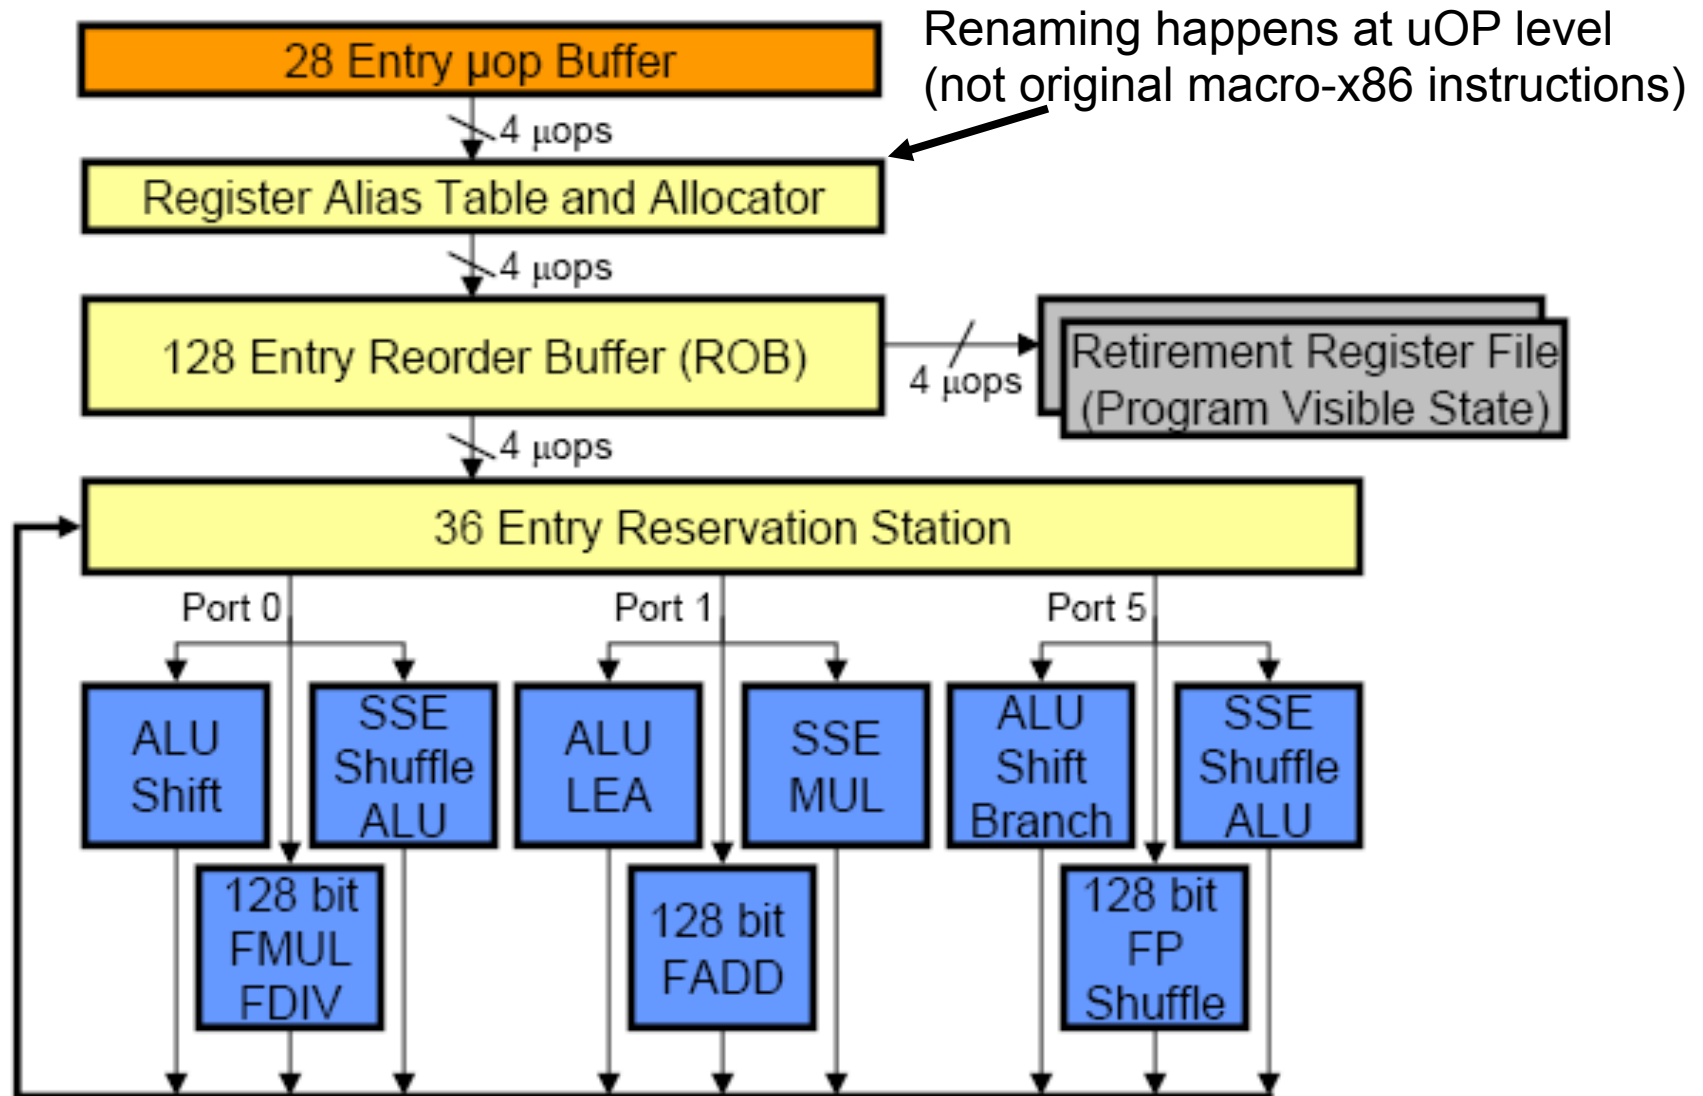 Renaming happens at uOP level
(not original macro-x86 instructions)
28 Entry μop Buffer
4 μops
Register Alias Table and Allocator
4 μops
128 Entry Reorder Buffer (ROB)
4 μops
Retirement Register File
(Program Visible State)
4 μops
36 Entry Reservation Station
Port 0
Port 1
Port 5
ALU
Shift
SSE
Shuffle
ALU
ALU
LEA
SSE
MUL
ALU
Shift
Branch
SSE
Shuffle
ALU
128 bit
FMUL
FDIV
128 bit
FADD
128 bit
FP
Shuffle